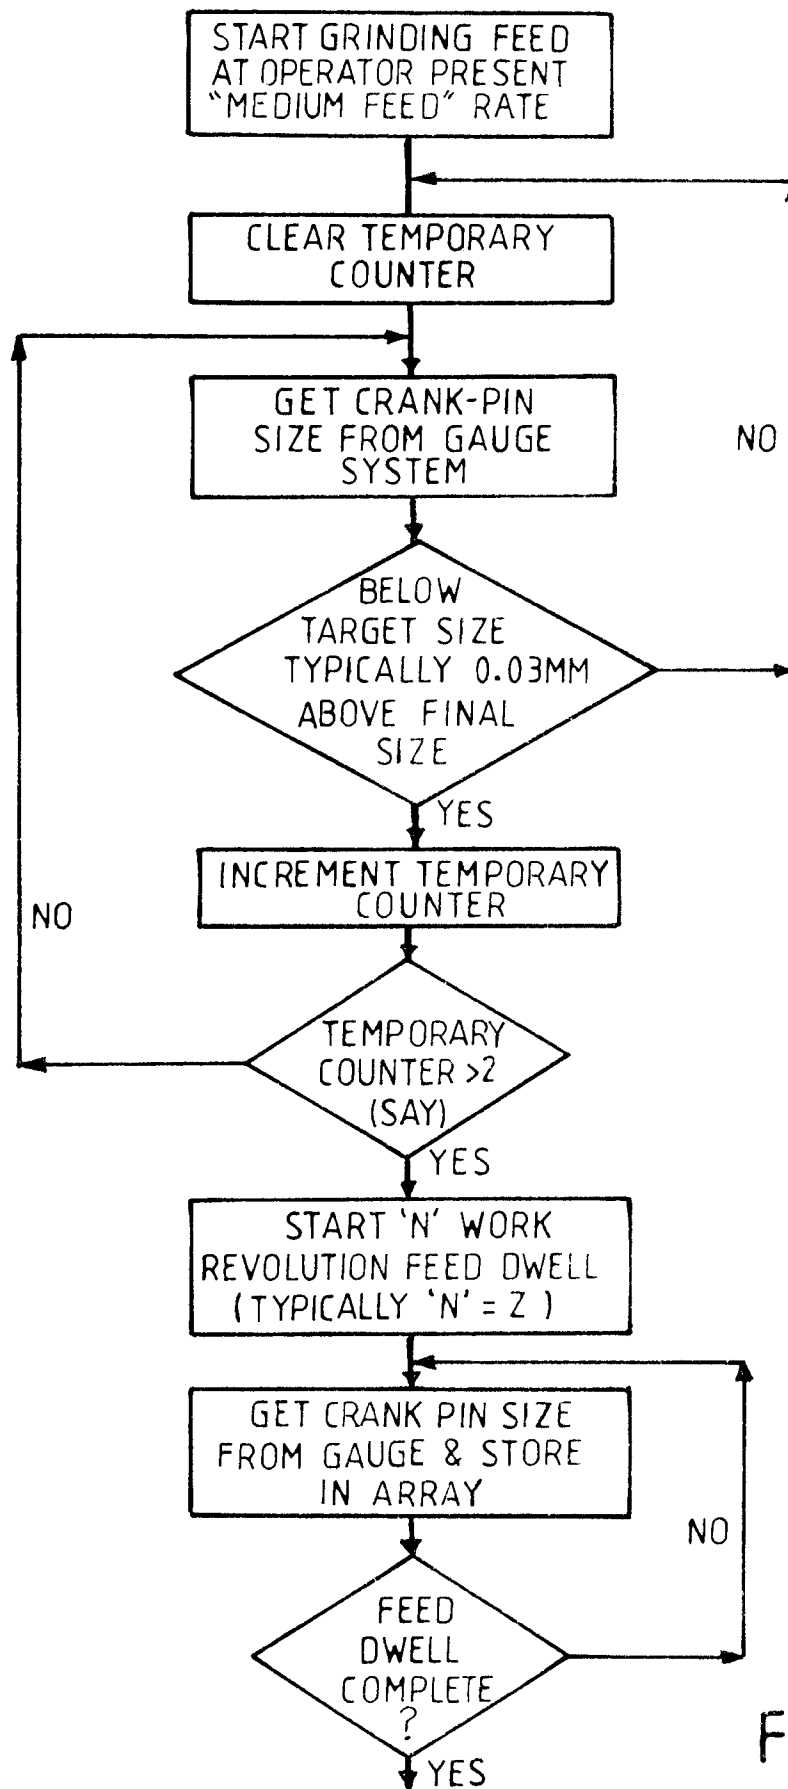 START GRINDING FEED
AT OPERATOR PRESENT
"MEDIUM FEED" RATE
CLEAR TEMPORARY
COUNTER
GET CRANK-PIN
SIZE FROM GAUGE
SYSTEM
NO
BELOW
TARGET SIZE
TYPICALLY 0.03MM
ABOVE FINAL
SIZE
YES
INCREMENT TEMPORARY
COUNTER
NO
TEMPORARY
COUNTER >2
(SAY)
YES
START 'N' WORK
REVOLUTION FEED DWELL
(TYPICALLY 'N' = Z )
GET CRANK PIN SIZE
FROM GAUGE & STORE
IN ARRAY
NO
FEED
DWELL
COMPLETE
?
F
YES